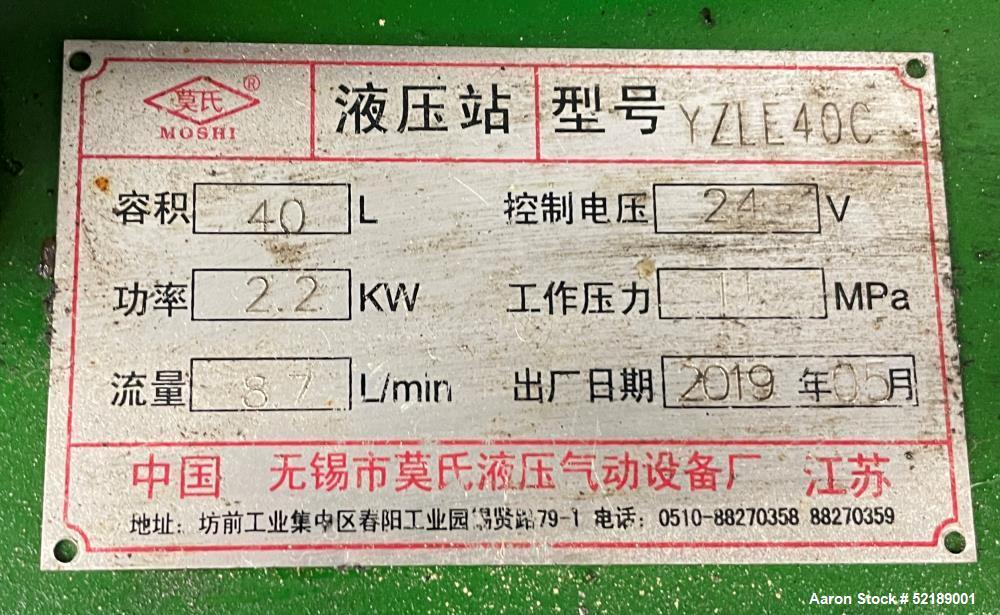 莫氏 ®
MOSHI
液压站 型号 YZLE40C
容积 40 L 控制电压 24 V
功率 2.2 KW 工作压力 11 MPa
流量 8.7 L/min 出厂日期 2019 年 05 月
中国 无锡市莫氏液压气动设备厂 江苏
地址：坊前工业集中区春阳工业园锡贤路79-1 电话：0510-88270358 88270359
Aaron Stock # 52189001